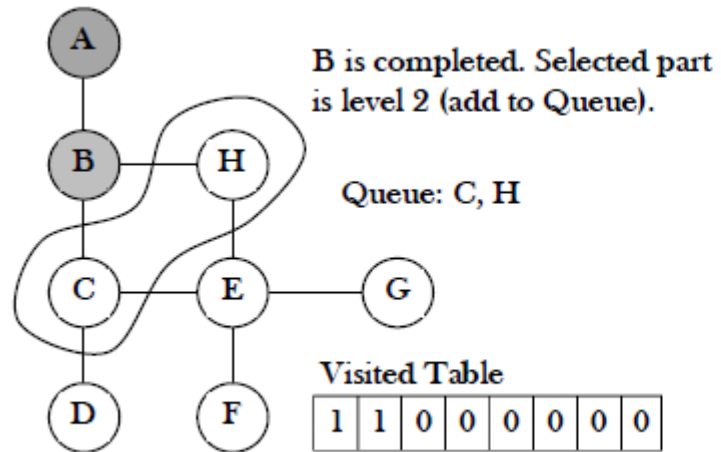 A
B is completed. Selected part
is level 2 (add to Queue).
B
H
Queue: C, H
C
E
G
Visited Table
D
F
1 1 0 0 0 0 0 0